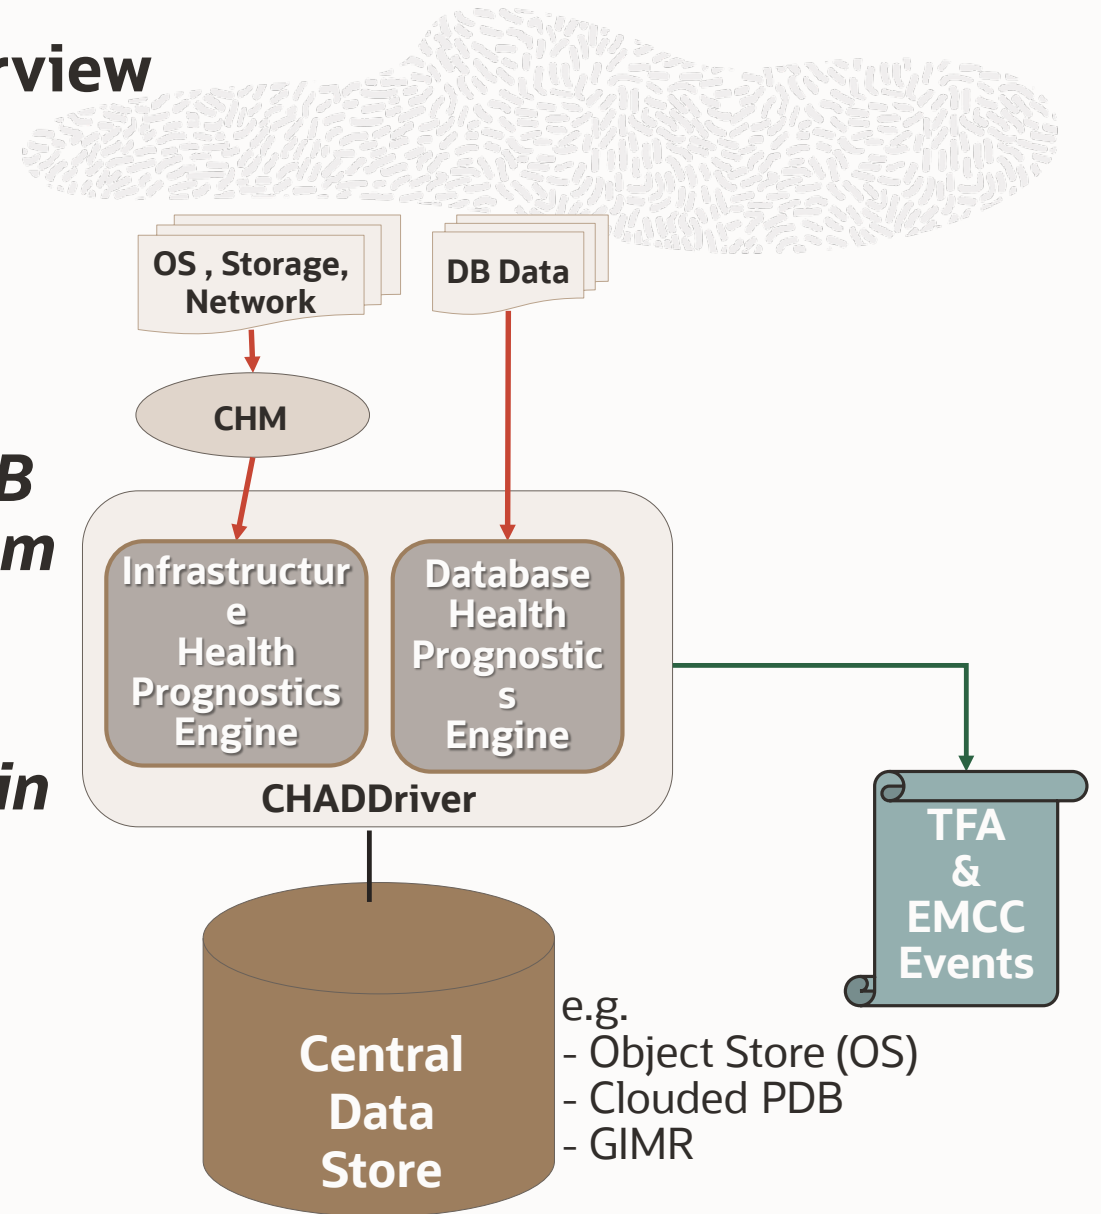 rview
OS , Storage,
Network
DB Data
CHM
B
m
in
Infrastructur
e
Health
Prognostics
Engine
Database
Health
Prognostic
s
Engine
CHADDriver
TFA
&
EMCC
Events
Central
Data
Store
e.g.
- Object Store (OS)
- Clouded PDB
- GIMR